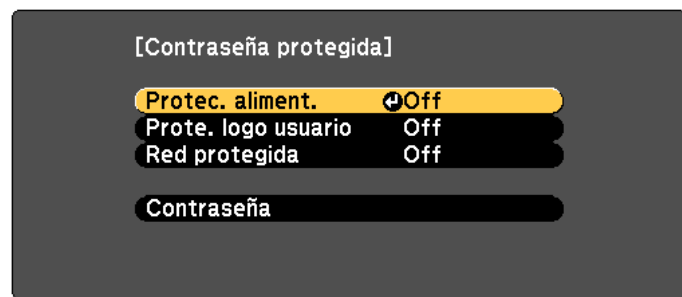 [Contraseña protegida]
Protec. aliment. Off
Prote. logo usuario Off
Red protegida Off
Contraseña